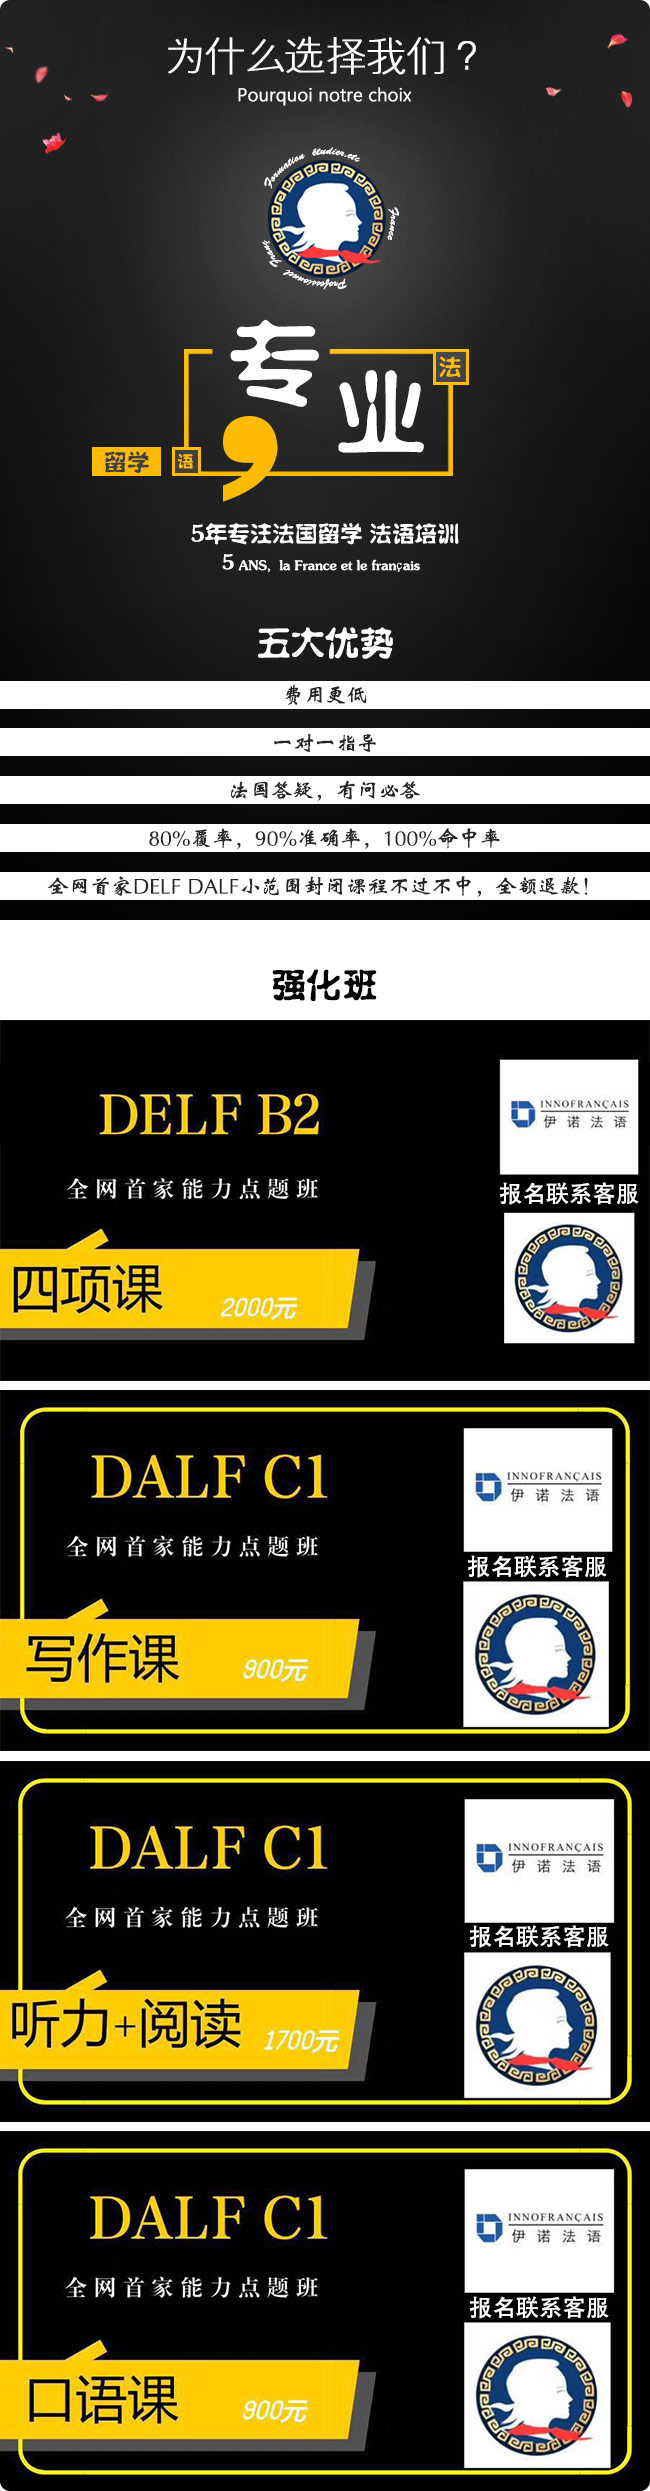 为什么选择我们？
Pourquoi notre choix
Formation étudier.etc
France
Professionnel Franç
专业
法
留学
语
5年专注法国留学 法语培训
5 ANS, la France et le français
五大优势
费用更低
一对一指导
法国答疑，有问必答
80%覆率，90%准确率，100%命中率
全网首家DELF DALF小范围封闭课程不过不中，全额退款！
强化班
DELF B2
全网首家能力点题班
四项课
2000元
INNOFRANÇAIS
伊诺法语
报名联系客服
DALF C1
全网首家能力点题班
写作课
900元
INNOFRANÇAIS
伊诺法语
报名联系客服
DALF C1
全网首家能力点题班
听力+阅读
1700元
INNOFRANÇAIS
伊诺法语
报名联系客服
DALF C1
全网首家能力点题班
口语课
900元
INNOFRANÇAIS
伊诺法语
报名联系客服